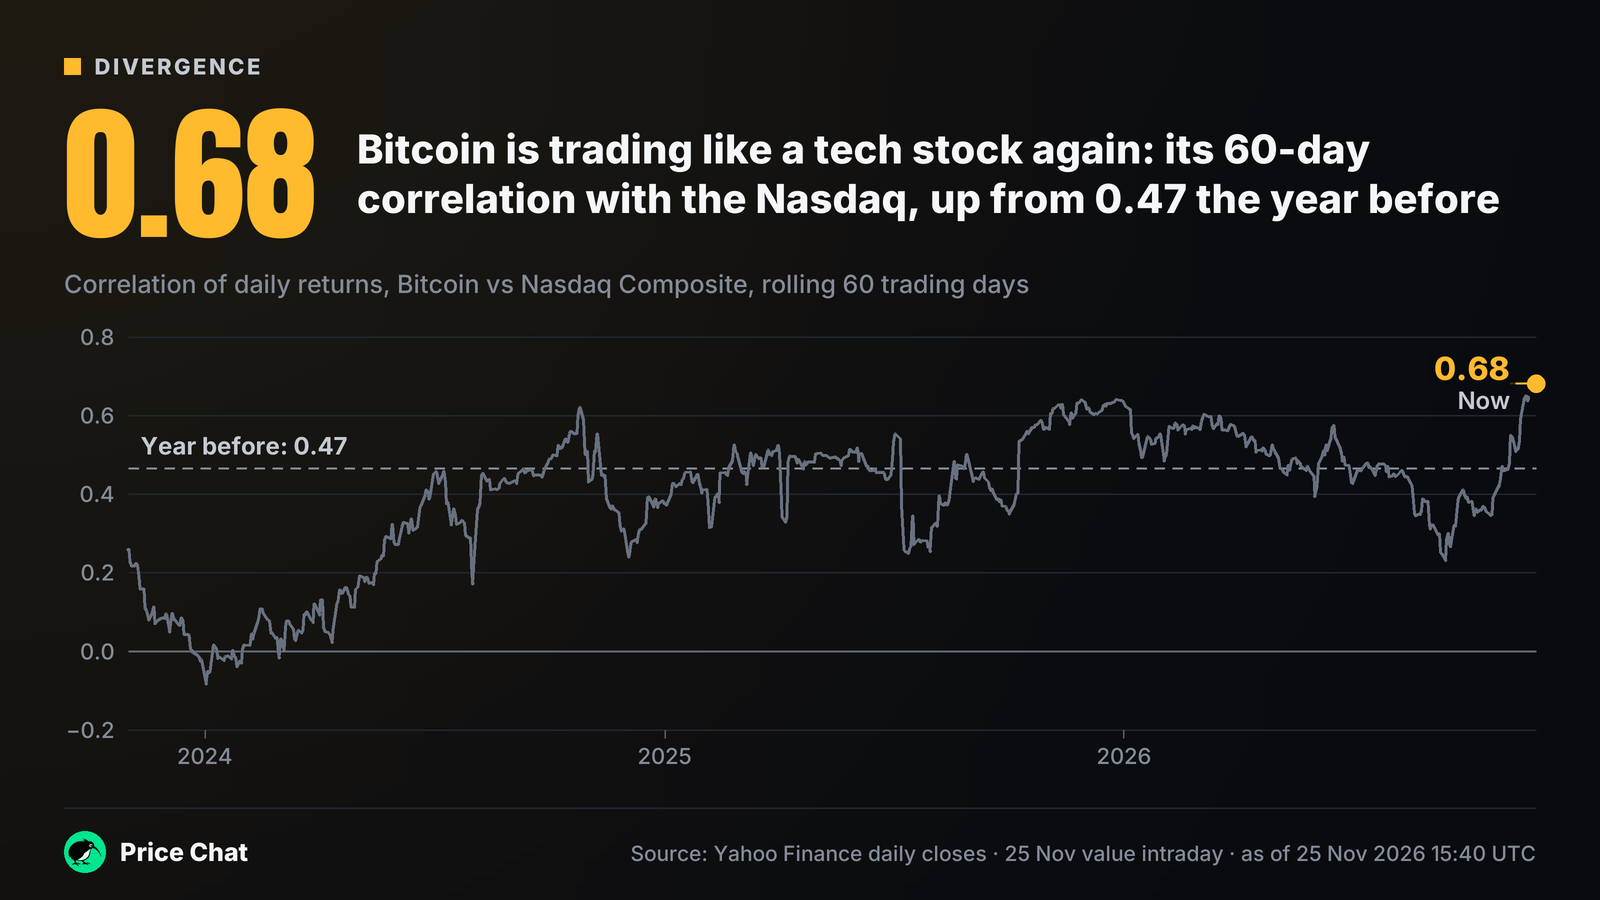 DIVERGENCE
0.68
Bitcoin is trading like a tech stock again: its 60-day
correlation with the Nasdaq, up from 0.47 the year before
Correlation of daily returns, Bitcoin vs Nasdaq Composite, rolling 60 trading days
0.8
0.6
0.4
0.2
0.0
−0.2
Year before: 0.47
0.68
Now
2024
2025
2026
Price Chat
Source: Yahoo Finance daily closes · 25 Nov value intraday · as of 25 Nov 2026 15:40 UTC